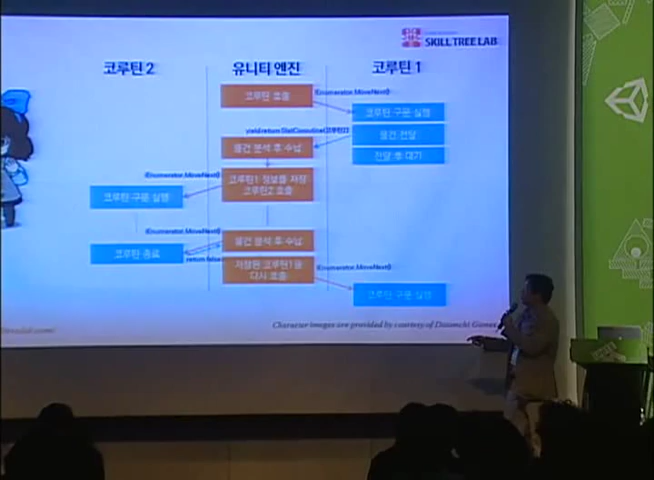 SKILL TREE LAB
코루틴 2
유니티 엔진
코루틴 1
코루틴 호출
IEnumerator.MoveNext()
코루틴 구문 실행
물건 전달
yield return StartCoroutine(코루틴2)
물건 분석 후 수납
전달 후 대기
IEnumerator.MoveNext()
코루틴1 정보를 저장
코루틴2 호출
코루틴 구문 실행
IEnumerator.MoveNext()
물건 분석 후 수납
코루틴 종료
return false
저장된 코루틴1을
다시 호출
IEnumerator.MoveNext()
코루틴 구문 실행
Character images are provided by courtesy of